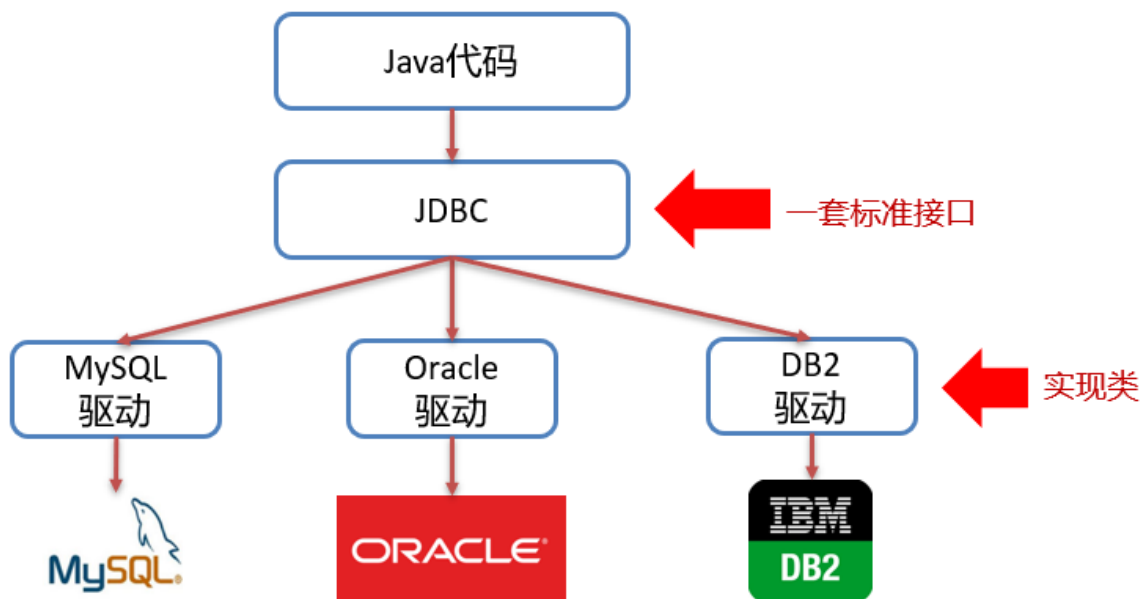 Java代码
JDBC
一套标准接口
MySQL
驱动
Oracle
驱动
DB2
驱动
实现类
MySQL®
ORACLE®
IBM
DB2